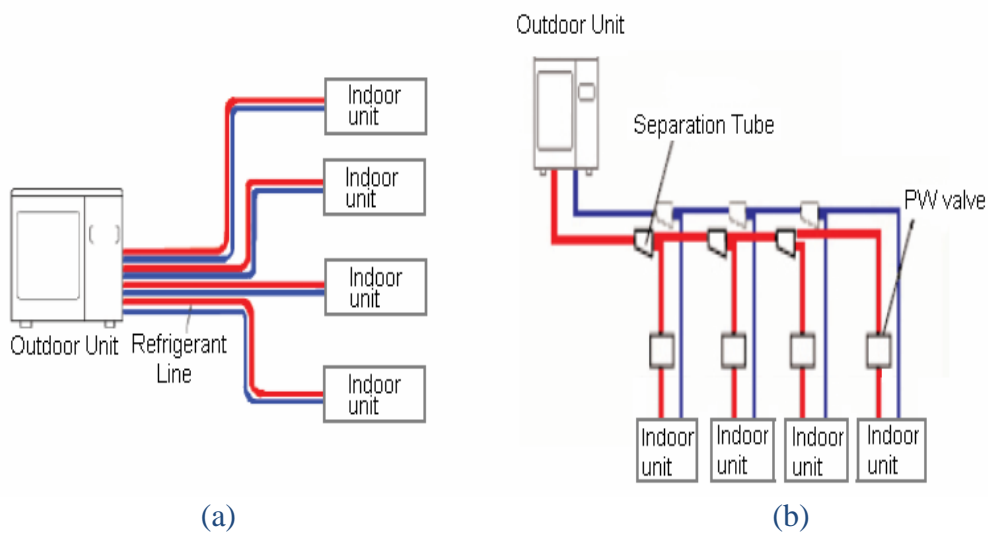 Indoor
unit
Indoor
unit
Indoor
unit
Indoor
unit
Outdoor Unit
Refrigerant
Line
(a)
Outdoor Unit
Separation Tube
PW valve
Indoor
unit
Indoor
unit
Indoor
unit
Indoor
unit
(b)